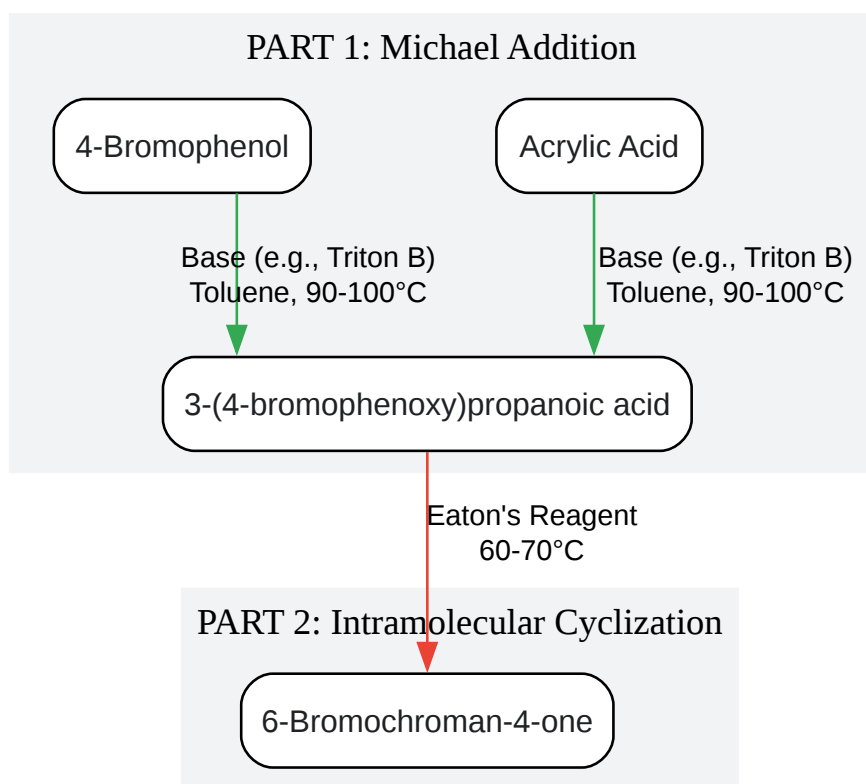 PART 1: Michael Addition
4-Bromophenol
Acrylic Acid
Base (e.g., Triton B)
Toluene, 90-100°C
Base (e.g., Triton B)
Toluene, 90-100°C
3-(4-bromophenoxy)propanoic acid
Eaton's Reagent
60-70°C
PART 2: Intramolecular Cyclization
6-Bromochroman-4-one